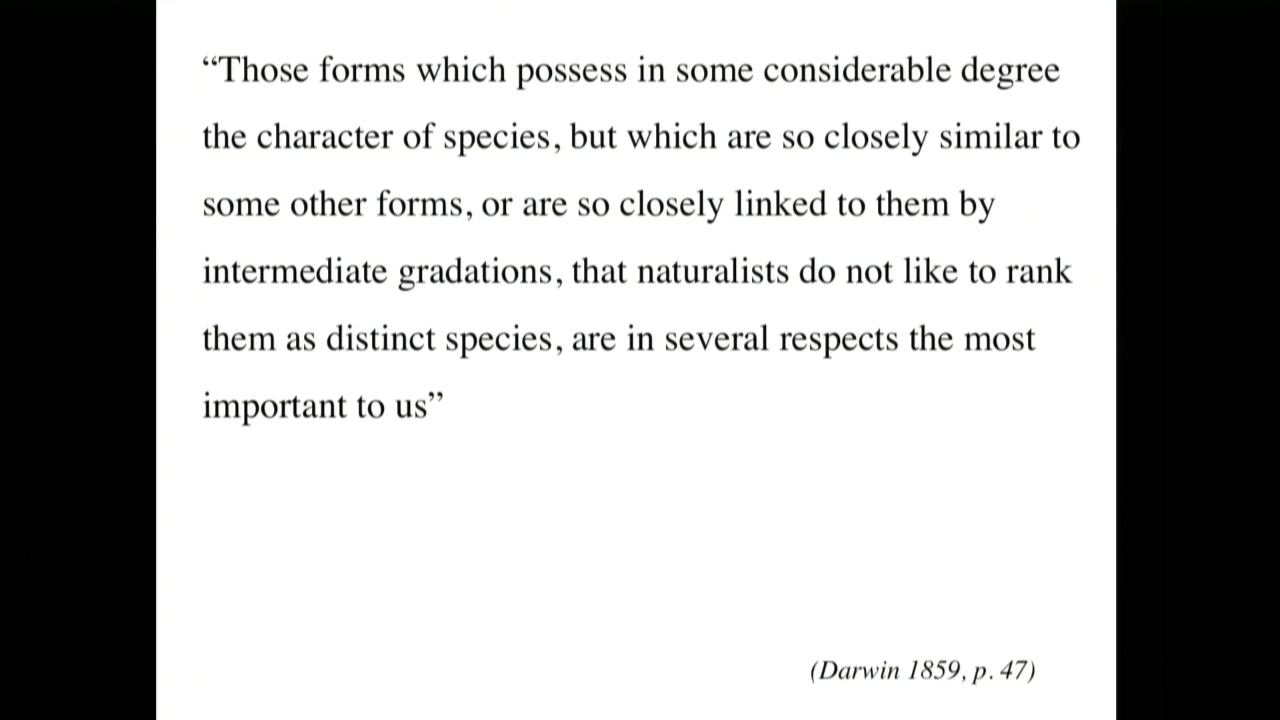 “Those forms which possess in some considerable degree
the character of species, but which are so closely similar to
some other forms, or are so closely linked to them by
intermediate gradations, that naturalists do not like to rank
them as distinct species, are in several respects the most
important to us”
(Darwin 1859, p. 47)